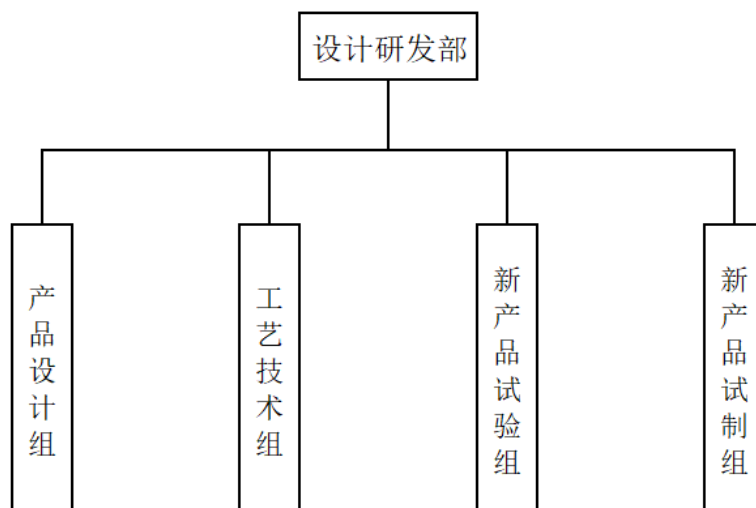 设计研发部
产品设计组
工艺技术组
新产品试验组
新产品试制组